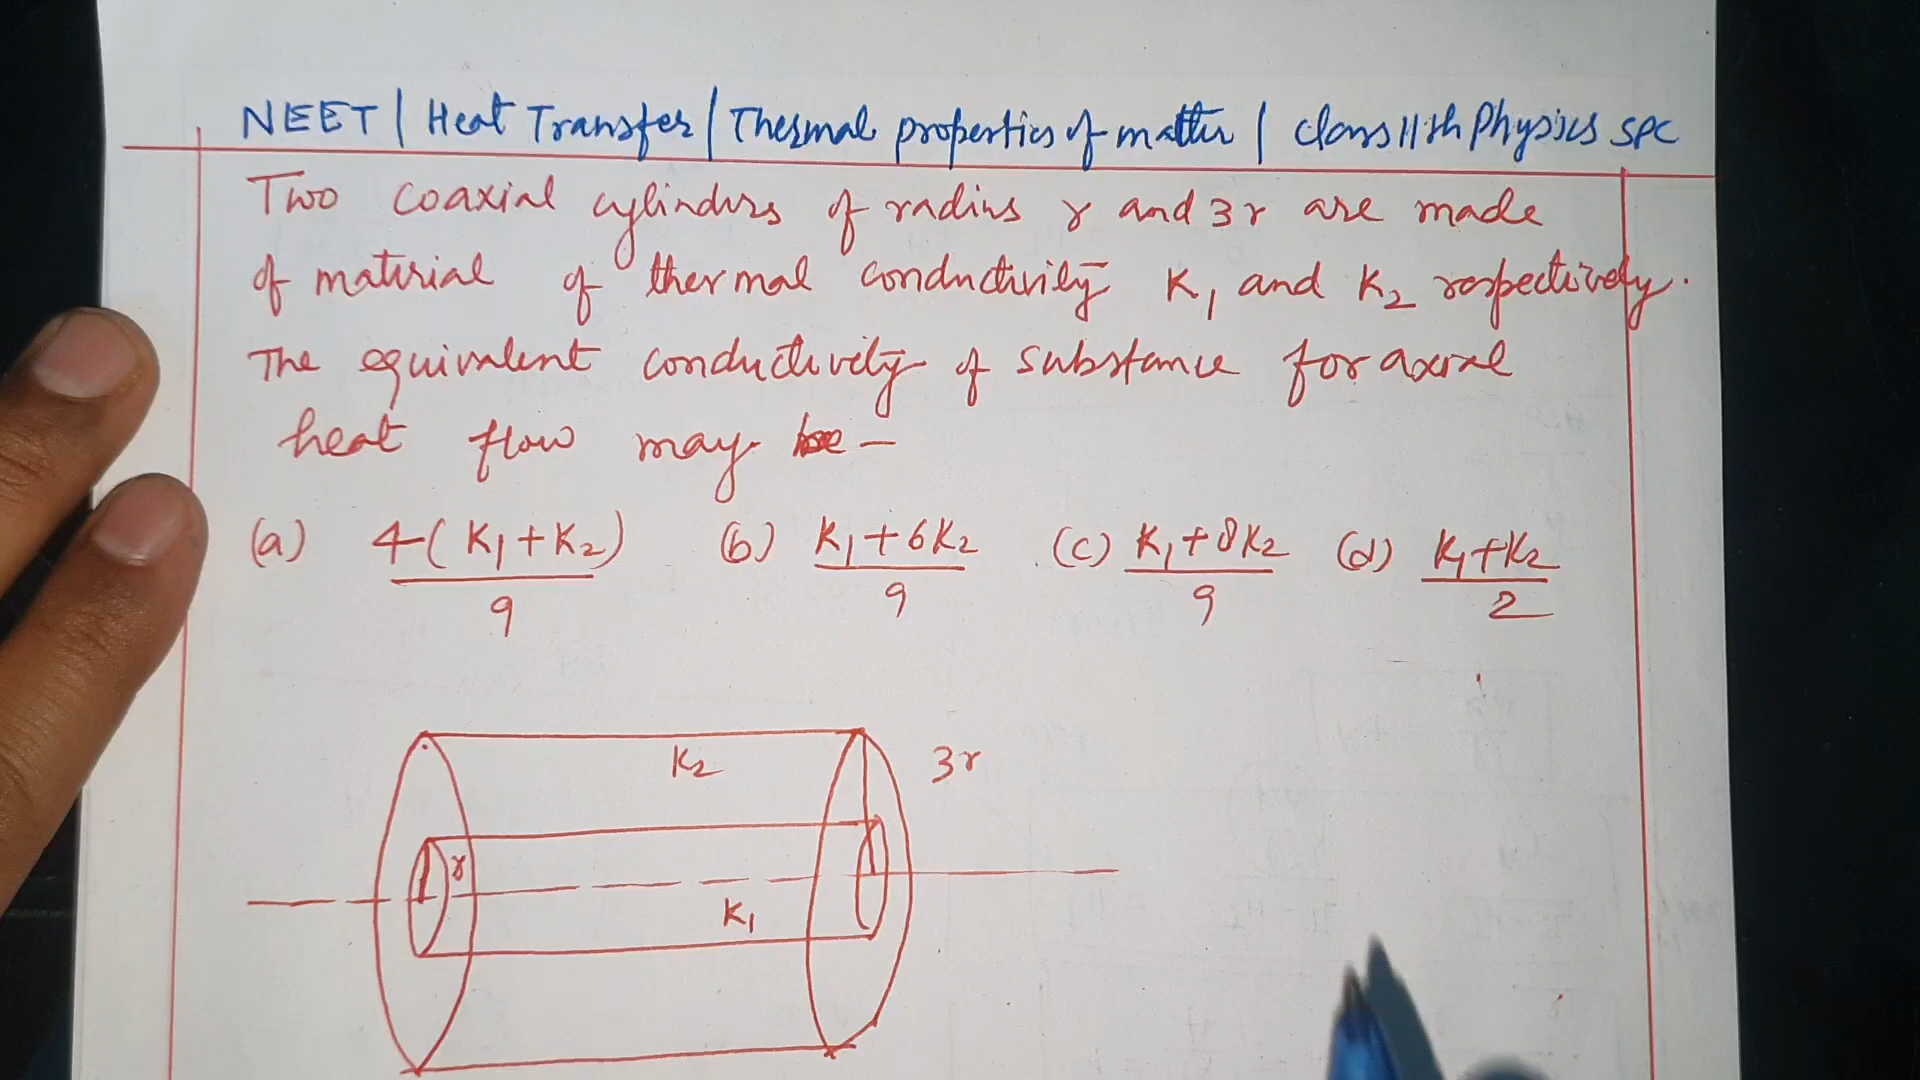 NEET | Heat Transfer | Thermal properties of matter | Class 11th Physics SPC
Two coaxial cylinders of radius r and 3r are made
of material of thermal conductivity K₁ and K₂ respectively.
The equivalent conductivity of substance for axial
heat flow may be –
(a) 4(K₁+K₂)/9 (b) K₁+6K₂/9 (c) K₁+8K₂/9 (d) K₁+K₂/2
K₂
3r
r
K₁